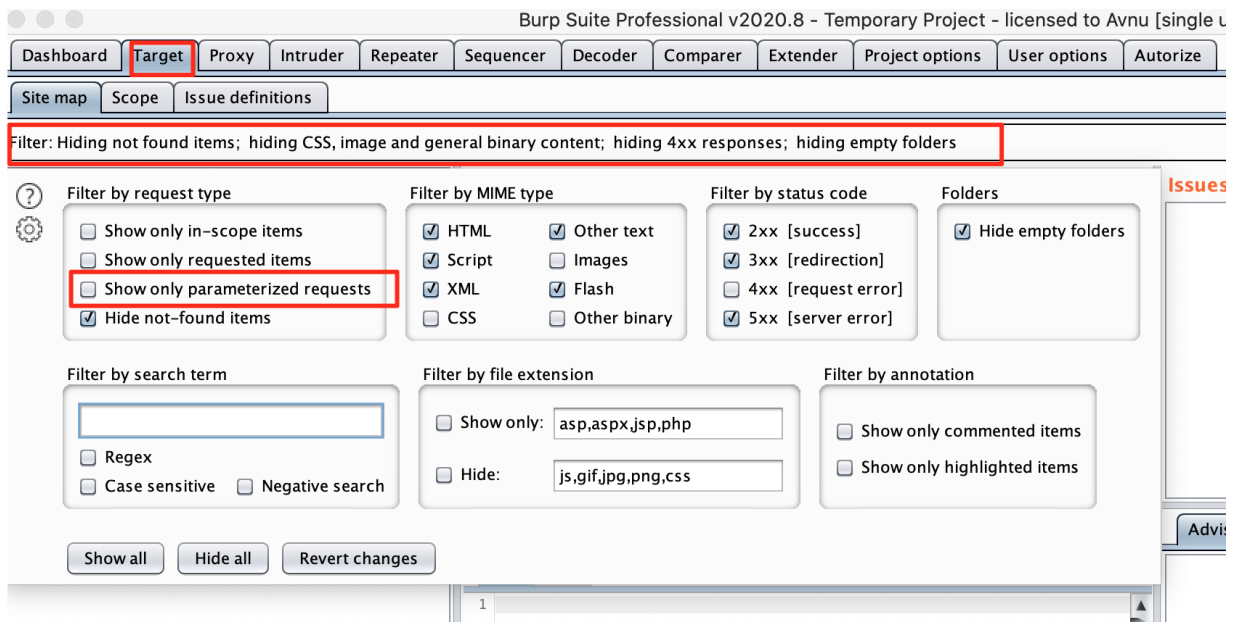 Burp Suite Professional v2020.8 - Temporary Project - licensed to Avnu [single u
Dashboard Target Proxy Intruder Repeater Sequencer Decoder Comparer Extender Project options User options Autorize
Site map Scope Issue definitions
Filter: Hiding not found items; hiding CSS, image and general binary content; hiding 4xx responses; hiding empty folders
Issues
Filter by request type Filter by MIME type Filter by status code Folders
Show only in-scope items HTML Other text 2xx [success] Hide empty folders
Show only requested items Script Images 3xx [redirection]
Show only parameterized requests XML Flash 4xx [request error]
Hide not-found items CSS Other binary 5xx [server error]
Filter by search term Filter by file extension Filter by annotation
Show only: asp,aspx,jsp,php Show only commented items
Regex Hide: js,gif,jpg,png,css Show only highlighted items
Case sensitive Negative search
Advis
Show all Hide all Revert changes
1